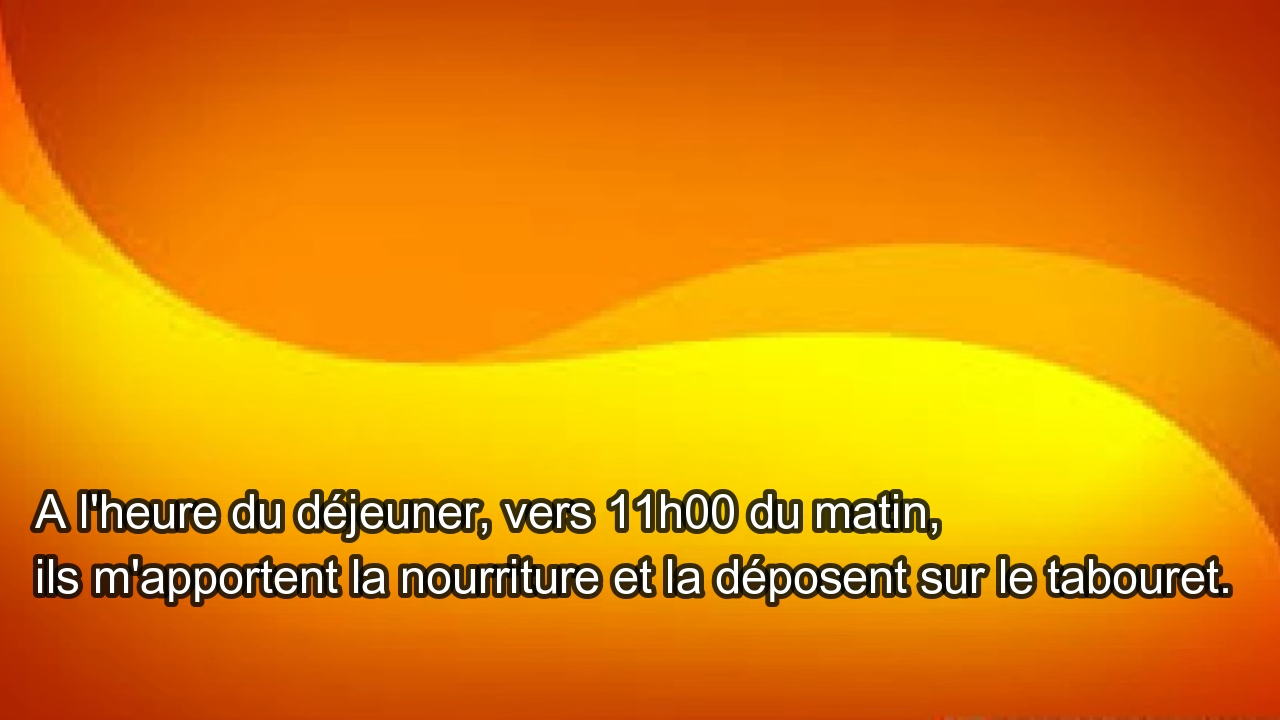 A l'heure du déjeuner, vers 11h00 du matin,
ils m'apportent la nourriture et la déposent sur le tabouret.